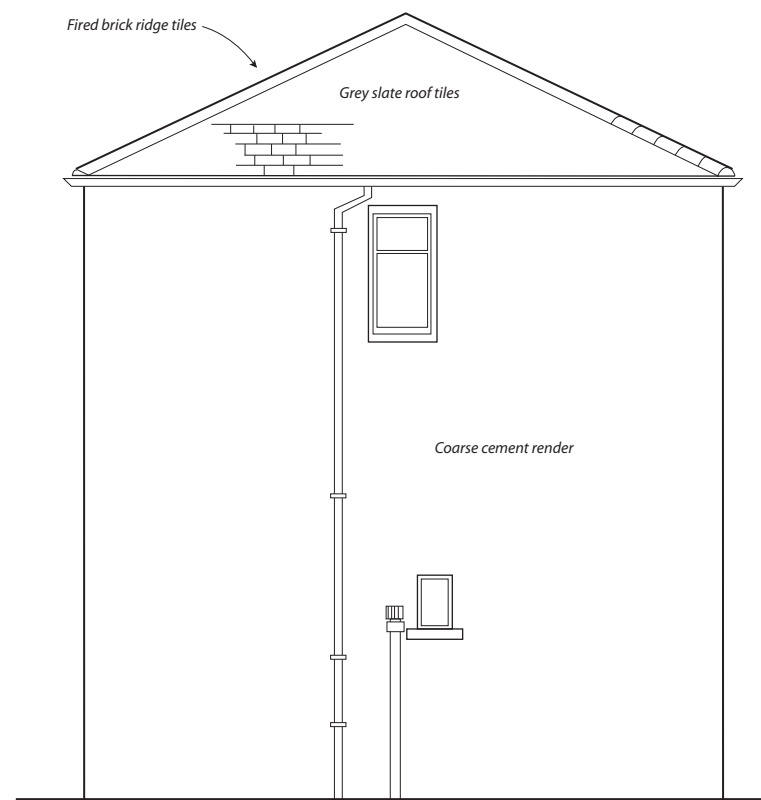 Fired brick ridge tiles
Grey slate roof tiles
Coarse cement render